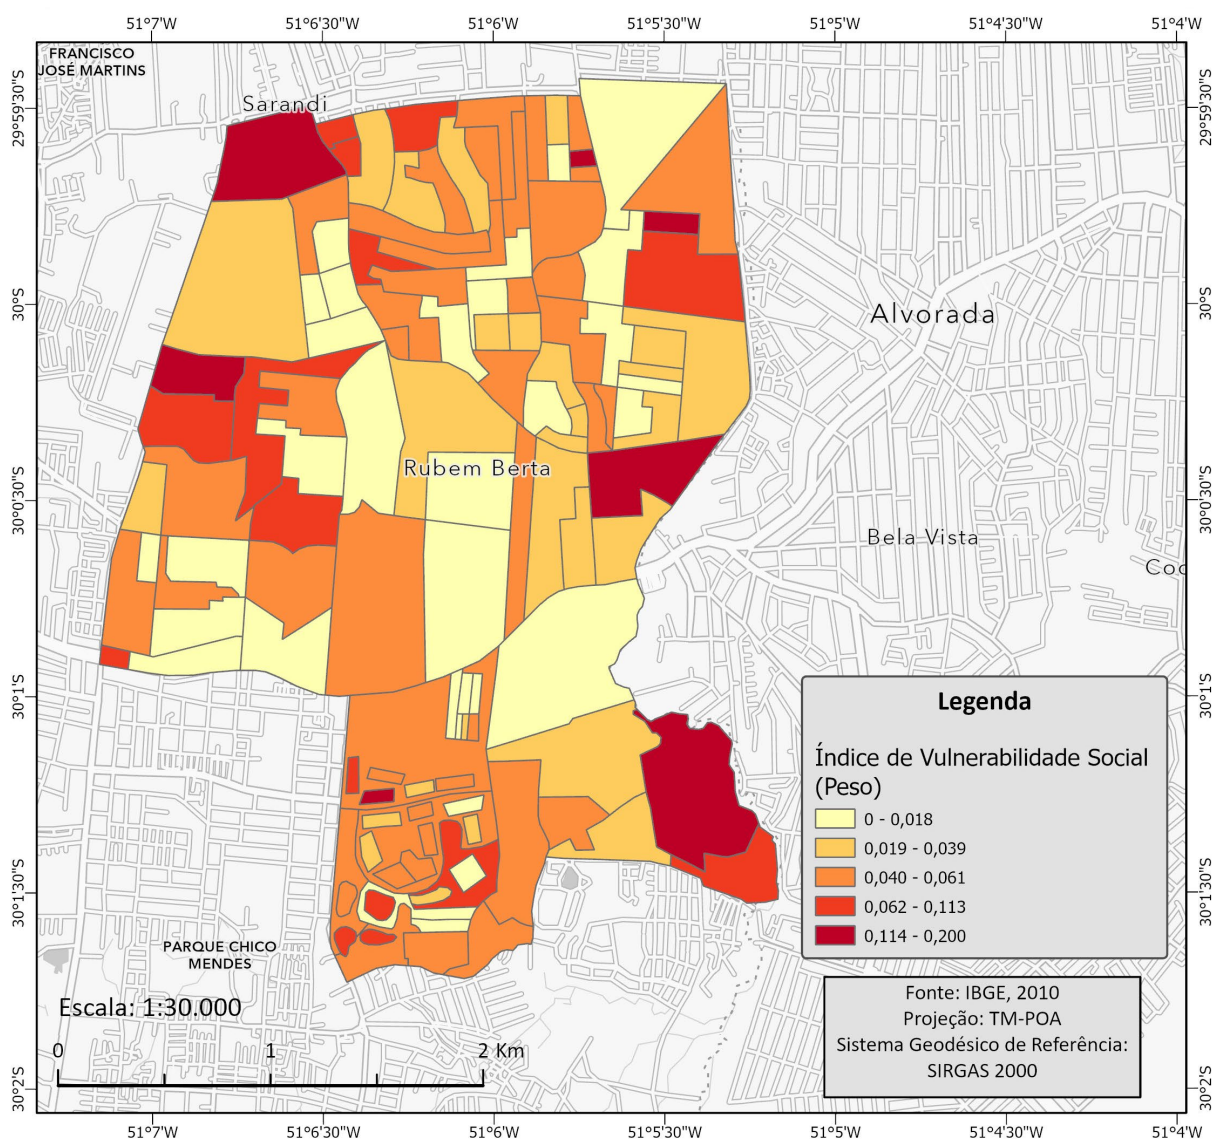 51°7'W 51°6'30"W 51°6'W 51°5'30"W 51°5'W 51°4'30"W 51°4'W
FRANCISCO
JOSÉ MARTINS
Sarandi
29°59'30"S 29°59'30"S
30°S 30°S
Alvorada
Rubem Berta
30°0'30"S 30°0'30"S
Bela Vista
Coc
30°1'S 30°1'S
Legenda
Índice de Vulnerabilidade Social
(Peso)
0 - 0,018
0,019 - 0,039
0,040 - 0,061
0,062 - 0,113
0,114 - 0,200
30°1'30"S 30°1'30"S
PARQUE CHICO
MENDES
Escala: 1:30.000
0 1 2 Km
Fonte: IBGE, 2010
Projeção: TM-POA
Sistema Geodésico de Referência:
SIRGAS 2000
30°2'S 30°2'S
51°7'W 51°6'30"W 51°6'W 51°5'30"W 51°5'W 51°4'30"W 51°4'W